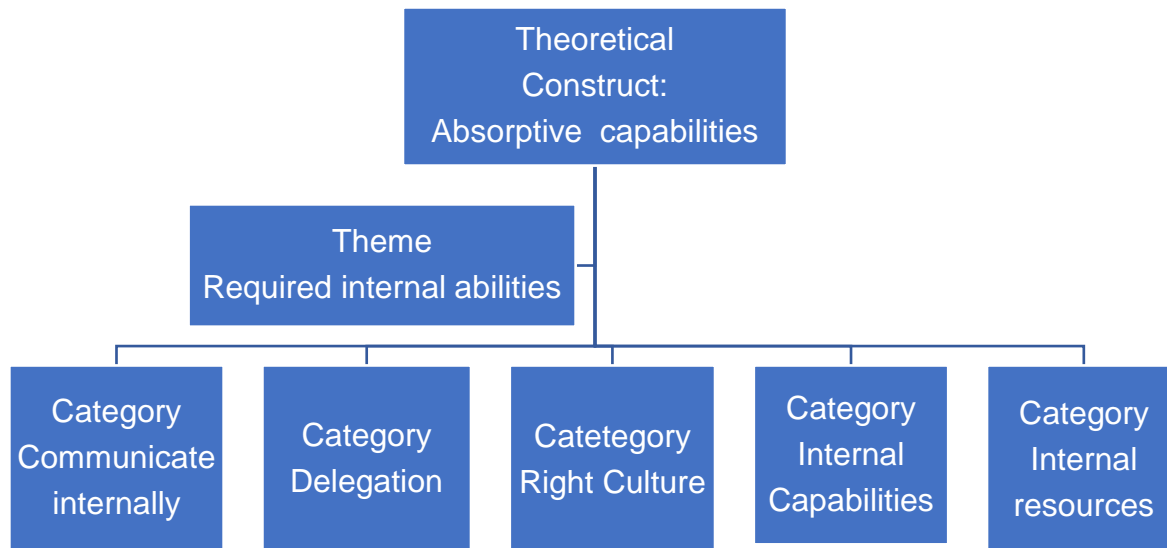 Theoretical
Construct:
Absorptive capabilities
Theme
Required internal abilities
Category
Communicate
internally
Category
Delegation
Catetegory
Right Culture
Category
Internal
Capabilities
Category
Internal
resources